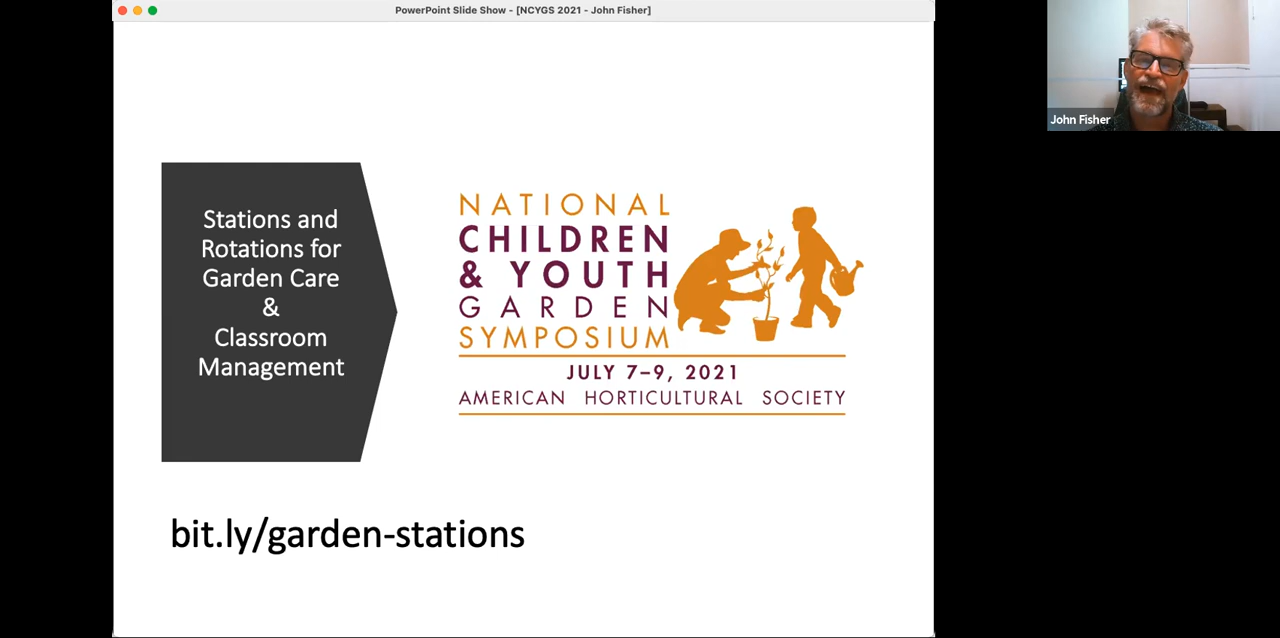 PowerPoint Slide Show - [NCYGS 2021 - John Fisher]
Stations and
Rotations for
Garden Care
&
Classroom
Management
NATIONAL
CHILDREN
& YOUTH
GARDEN
SYMPOSIUM
JULY 7–9, 2021
AMERICAN HORTICULTURAL SOCIETY
bit.ly/garden-stations
John Fisher